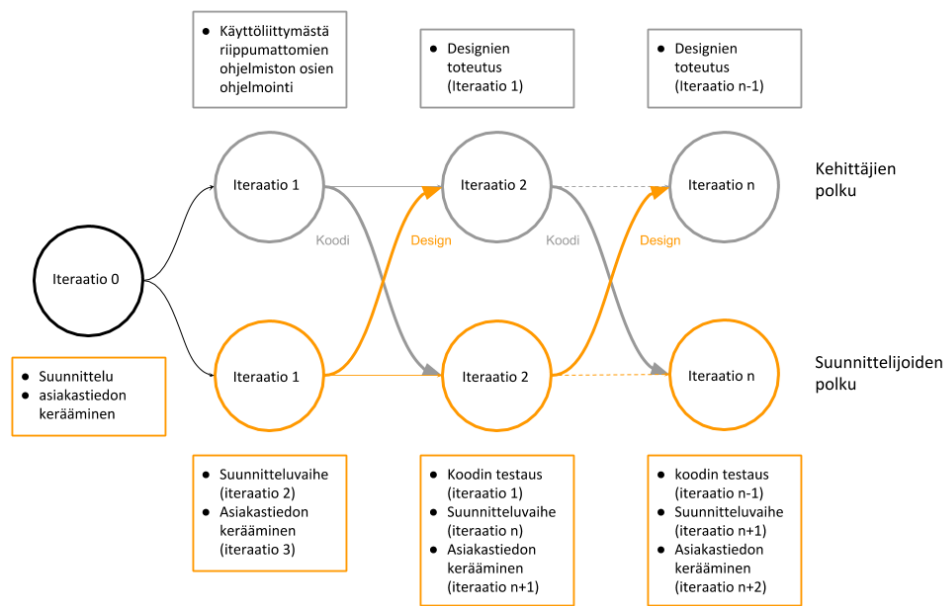 Käyttöliittymästä
riippumattomien
ohjelmiston osien
ohjelmointi
Designien
toteutus
(Iteraatio 1)
Designien
toteutus
(Iteraatio n-1)
Iteraatio 1
Iteraatio 2
Iteraatio n
Kehittäjien
polku
Koodi
Design
Koodi
Design
Iteraatio 0
Iteraatio 1
Iteraatio 2
Iteraatio n
Suunnittelijoiden
polku
Suunnittelu
asiakastiedon
kerääminen
Suunnitteluvaihe
(iteraatio 2)
Asiakastiedon
kerääminen
(iteraatio 3)
Koodin testaus
(iteraatio 1)
Suunnitteluvaihe
(iteraatio n)
Asiakastiedon
kerääminen
(iteraatio n+1)
koodin testaus
(iteraatio n-1)
Suunnitteluvaihe
(iteraatio n+1)
Asiakastiedon
kerääminen
(iteraatio n+2)